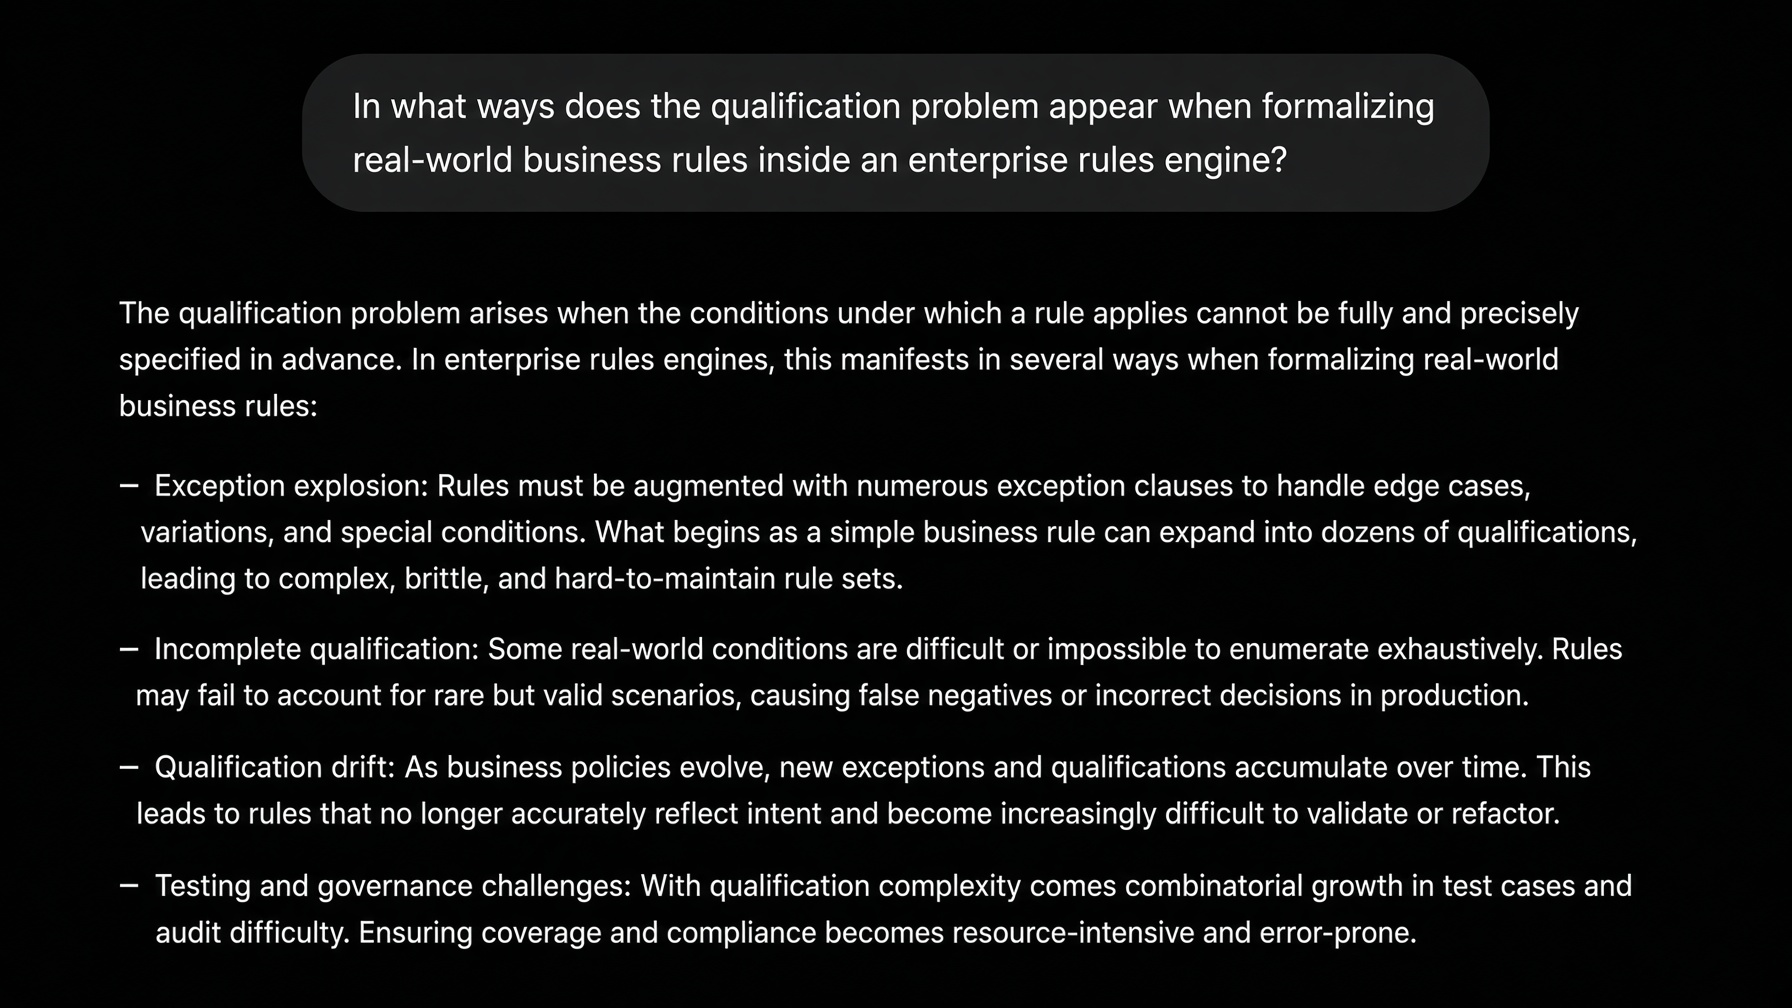 In what ways does the qualification problem appear when formalizing
real-world business rules inside an enterprise rules engine?
The qualification problem arises when the conditions under which a rule applies cannot be fully and precisely
specified in advance. In enterprise rules engines, this manifests in several ways when formalizing real-world
business rules:
— Exception explosion: Rules must be augmented with numerous exception clauses to handle edge cases,
variations, and special conditions. What begins as a simple business rule can expand into dozens of qualifications,
leading to complex, brittle, and hard-to-maintain rule sets.
— Incomplete qualification: Some real-world conditions are difficult or impossible to enumerate exhaustively. Rules
may fail to account for rare but valid scenarios, causing false negatives or incorrect decisions in production.
— Qualification drift: As business policies evolve, new exceptions and qualifications accumulate over time. This
leads to rules that no longer accurately reflect intent and become increasingly difficult to validate or refactor.
— Testing and governance challenges: With qualification complexity comes combinatorial growth in test cases and
audit difficulty. Ensuring coverage and compliance becomes resource-intensive and error-prone.